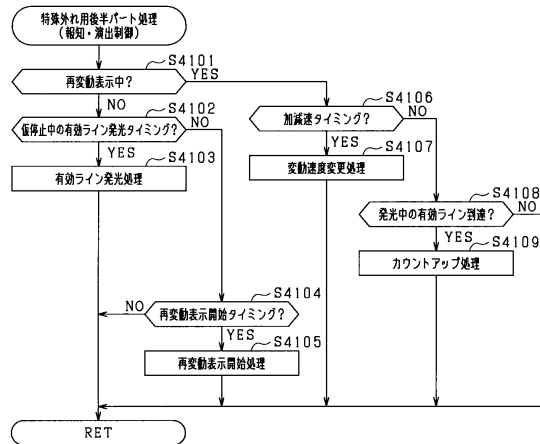 特殊外れ用後半パート処理
(報知・演出制御)
S4101
再変動表示中?
YES
NO
S4102
仮停止中の有効ライン発光タイミング?
NO
YES
S4103
有効ライン発光処理
S4106
加減速タイミング?
NO
YES
S4107
変動速度変更処理
S4108
発光中の有効ライン到達?
NO
YES
S4109
カウントアップ処理
S4104
NO
再変動表示開始タイミング?
YES
S4105
再変動表示開始処理
RET